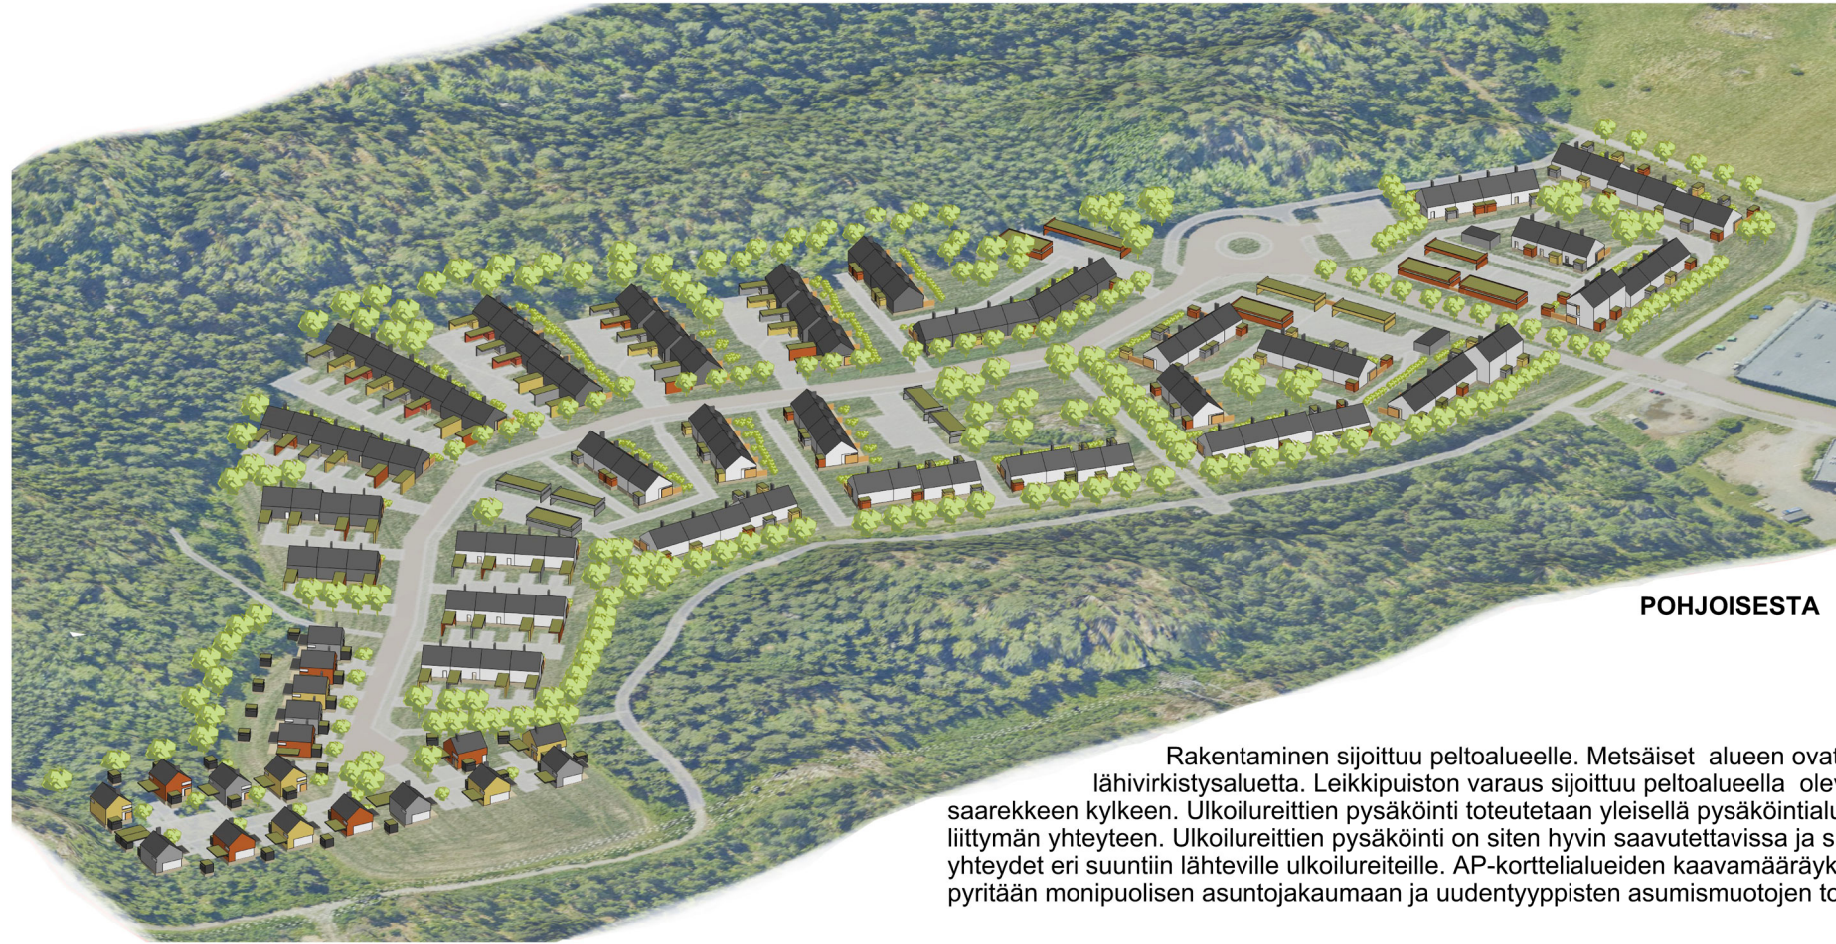 POHJOISESTA
Rakentaminen sijoittuu peltoalueelle. Metsäiset alueen ovat
lähivirkistysaluetta. Leikkipuiston varaus sijoittuu peltoalueella olev
saarekkeen kylkeen. Ulkoilureittien pysäköinti toteutetaan yleisellä pysäköintialu
liittymän yhteyteen. Ulkoilureittien pysäköinti on siten hyvin saavutettavissa ja s
yhteydet eri suuntiin lähteville ulkoilureiteille. AP-korttelialueiden kaavamääräyk
pyritään monipuolisen asuntojakaumaan ja uudentyyppisten asumismuotojen to